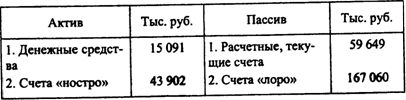 Актив Тыс. руб. Пассив Тыс. руб.
1. Денежные средст- 15 091 1. Расчетные, теку- 59 649
ва щие счета
2. Счета «ностро» 43 902 2. Счета «лоро» 167 060